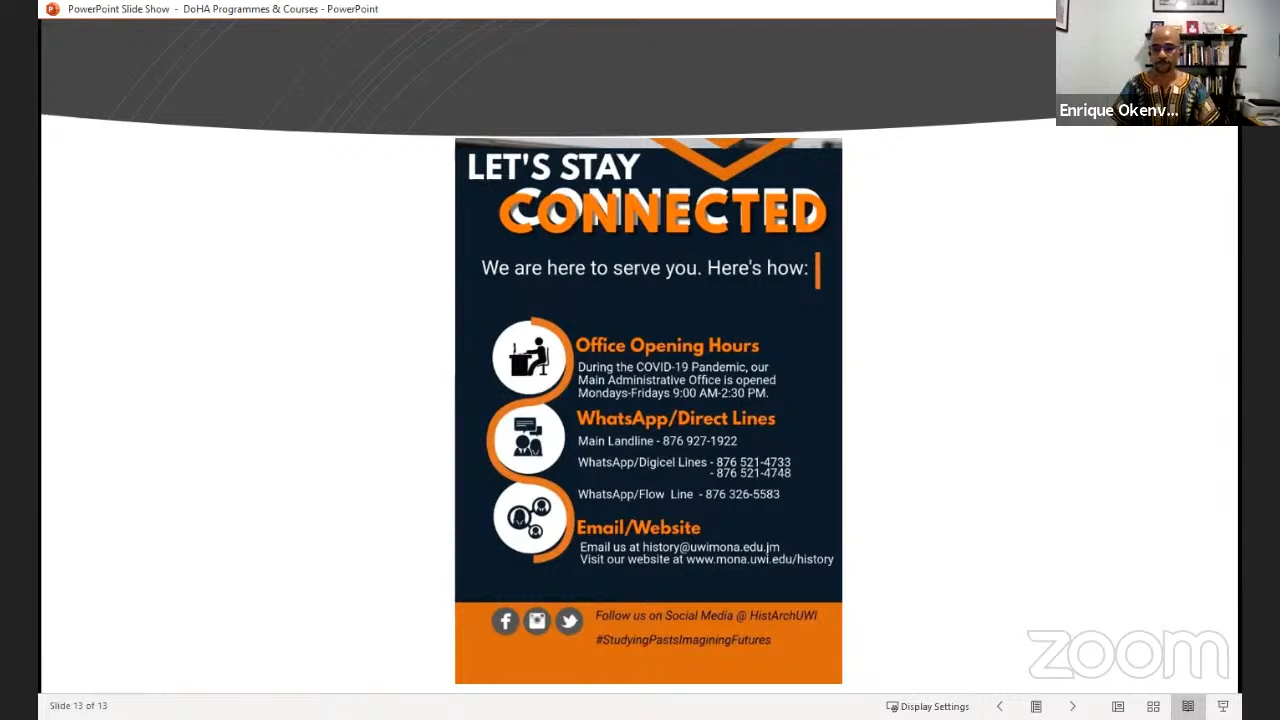 PowerPoint Slide Show - DoHA Programmes & Courses - PowerPoint
Enrique Okenv...
LET'S STAY
CONNECTED
We are here to serve you. Here's how:
Office Opening Hours
During the COVID-19 Pandemic, our
Main Administrative Office is opened
Mondays-Fridays 9:00 AM-2:30 PM.
WhatsApp/Direct Lines
Main Landline - 876 927-1922
WhatsApp/Digicel Lines - 876 521-4733
- 876 521-4748
WhatsApp/Flow Line - 876 326-5583
Email/Website
Email us at history@uwimona.edu.jm
Visit our website at www.mona.uwi.edu/history
Follow us on Social Media @ HistArchUWI
#StudyingPastsImaginingFutures
zoom
Slide 13 of 13
Display Settings